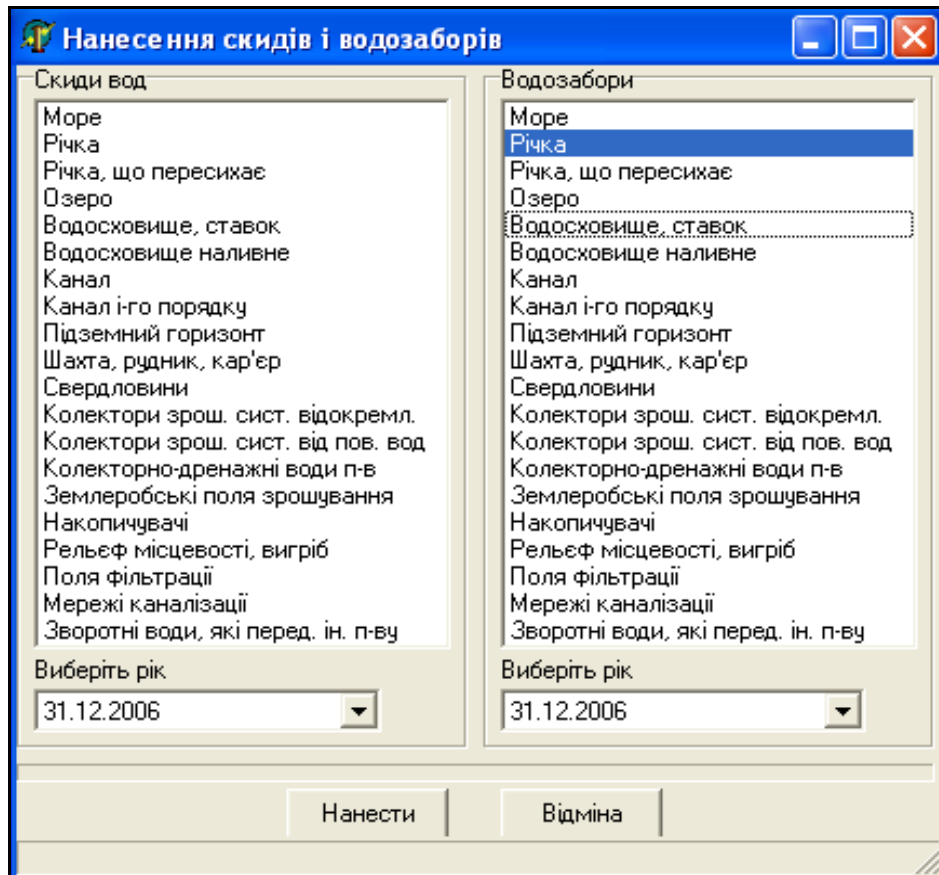 Нанесення скидів і водозаборів
Скиди вод
Море
Річка
Річка, що пересихає
Озеро
Водосховище, ставок
Водосховище наливне
Канал
Канал і-го порядку
Підземний горизонт
Шахта, рудник, кар'єр
Свердловини
Колектори зрош. сист. відокремл.
Колектори зрош. сист. від пов. вод
Колекторно-дренажні води п-в
Землеробські поля зрошування
Накопичувачі
Рельєф місцевості, вигріб
Поля фільтрації
Мережі каналізації
Зворотні води, які перед. ін. п-ву
Виберіть рік
31.12.2006
Водозабори
Море
Річка
Річка, що пересихає
Озеро
Водосховище, ставок
Водосховище наливне
Канал
Канал і-го порядку
Підземний горизонт
Шахта, рудник, кар'єр
Свердловини
Колектори зрош. сист. відокремл.
Колектори зрош. сист. від пов. вод
Колекторно-дренажні води п-в
Землеробські поля зрошування
Накопичувачі
Рельєф місцевості, вигріб
Поля фільтрації
Мережі каналізації
Зворотні води, які перед. ін. п-ву
Виберіть рік
31.12.2006
Нанести
Відміна